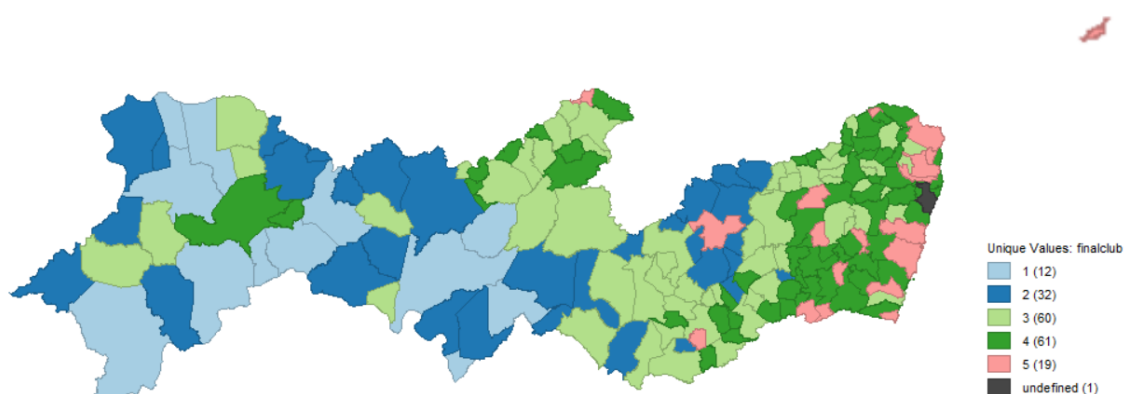 Unique Values: finalclub
1 (12)
2 (32)
3 (60)
4 (61)
5 (19)
undefined (1)